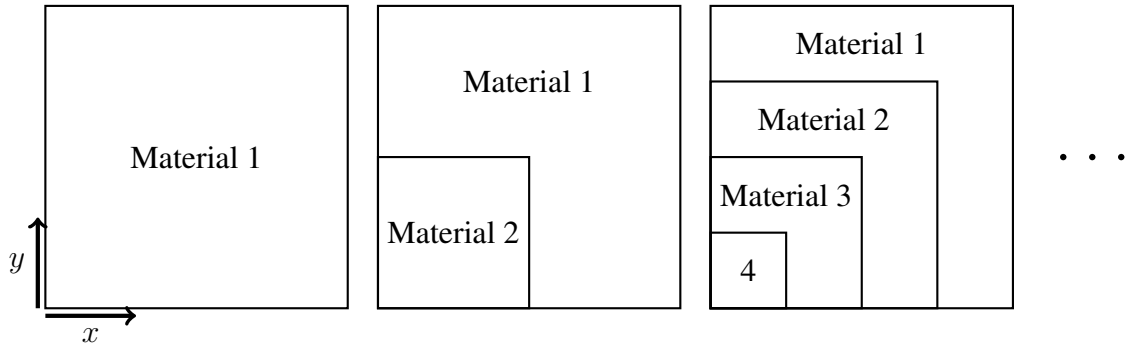 Material 1
y
x
Material 1
Material 2
Material 1
Material 2
Material 3
4
. . .